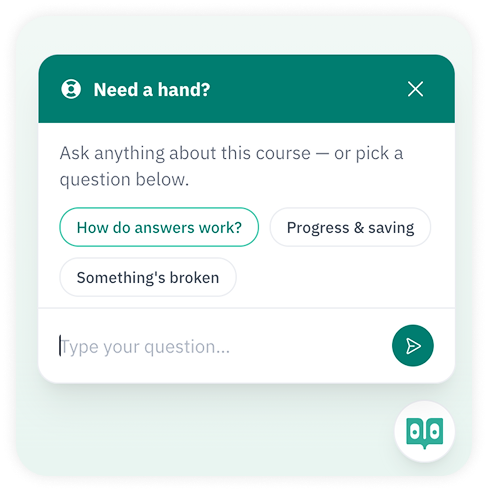 Need a hand?
Ask anything about this course — or pick a
question below.
How do answers work?
Progress & saving
Something's broken
Type your question...